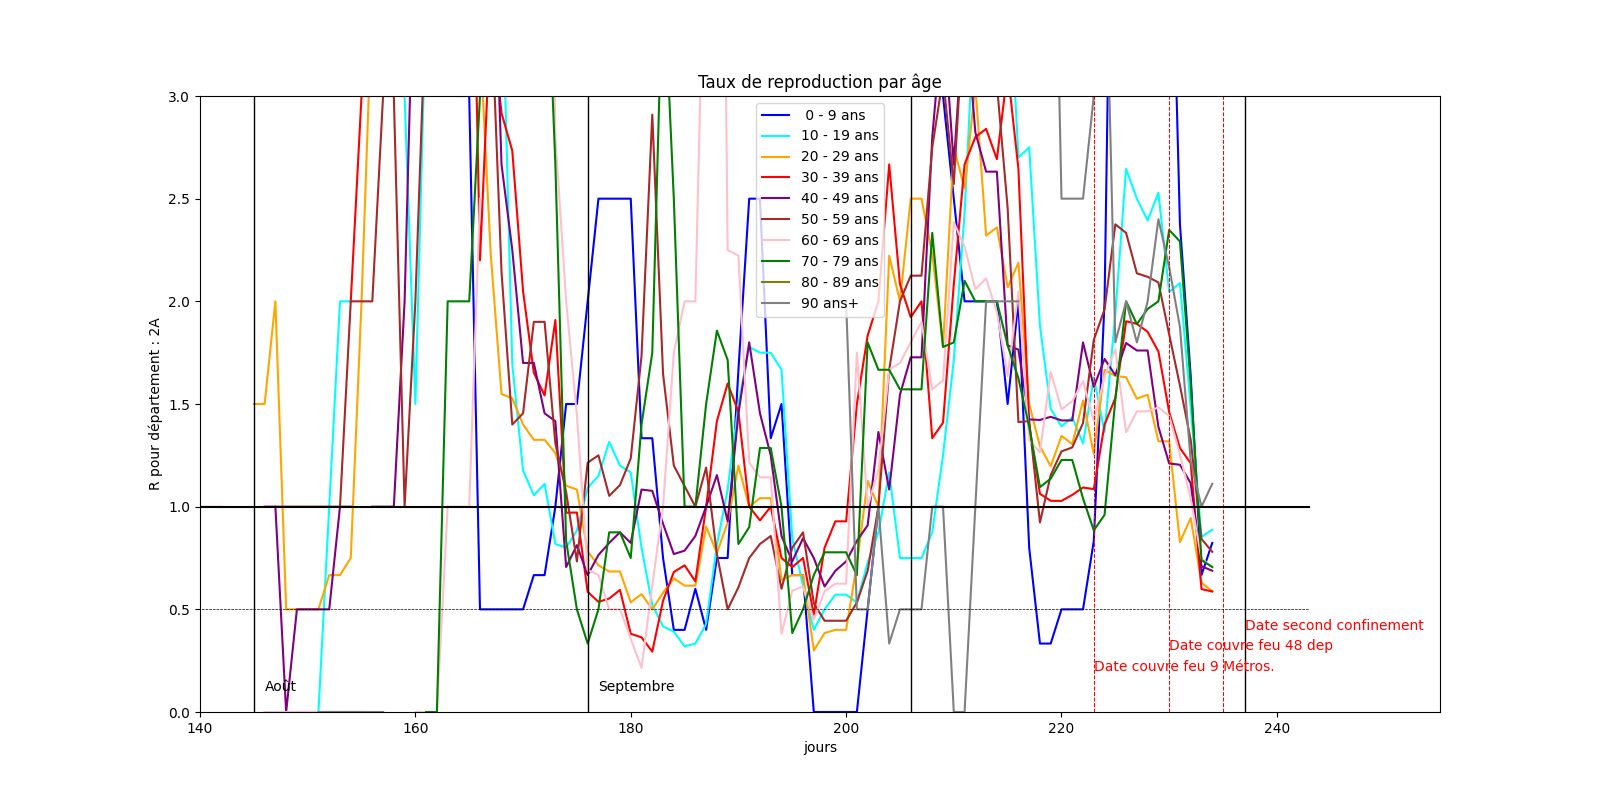 Taux de reproduction par âge
R pour département : 2A
3.0
2.5
2.0
1.5
1.0
0.5
0.0
0 - 9 ans
10 - 19 ans
20 - 29 ans
30 - 39 ans
40 - 49 ans
50 - 59 ans
60 - 69 ans
70 - 79 ans
80 - 89 ans
90 ans+
Date second confinement
Date couvre feu 48 dep
Date couvre feu 9 Métros.
Août
Septembre
140
160
180
200
220
240
jours